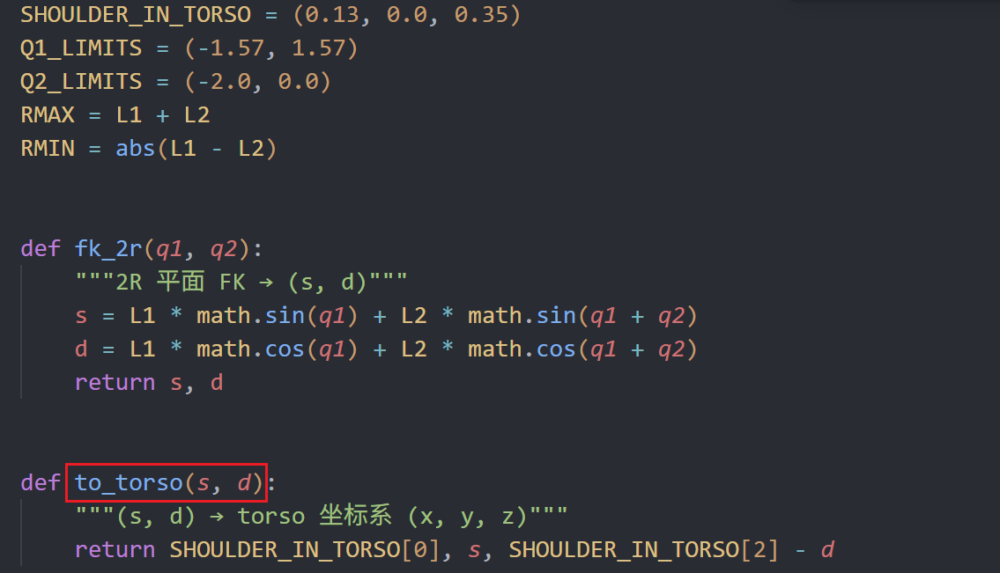 SHOULDER_IN_TORSO = (0.13, 0.0, 0.35)
Q1_LIMITS = (-1.57, 1.57)
Q2_LIMITS = (-2.0, 0.0)
RMAX = L1 + L2
RMIN = abs(L1 - L2)
def fk_2r(q1, q2):
"""2R 平面 FK → (s, d)"""
s = L1 * math.sin(q1) + L2 * math.sin(q1 + q2)
d = L1 * math.cos(q1) + L2 * math.cos(q1 + q2)
return s, d
def to_torso(s, d):
"""(s, d) → torso 坐标系 (x, y, z)"""
return SHOULDER_IN_TORSO[0], s, SHOULDER_IN_TORSO[2] - d